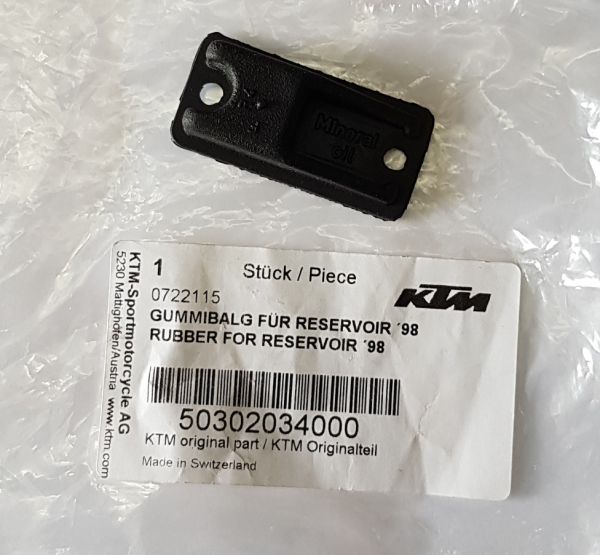 Mineral
Oil
1
Stück / Piece
KTM
0722115
GUMMIBALG FÜR RESERVOIR ´98
RUBBER FOR RESERVOIR ´98
50302034000
KTM original part / KTM Originalteil
Made in Switzerland
KTM-Sportmotorcycle AG
5230 Mattighofen/Austria www.ktm.com